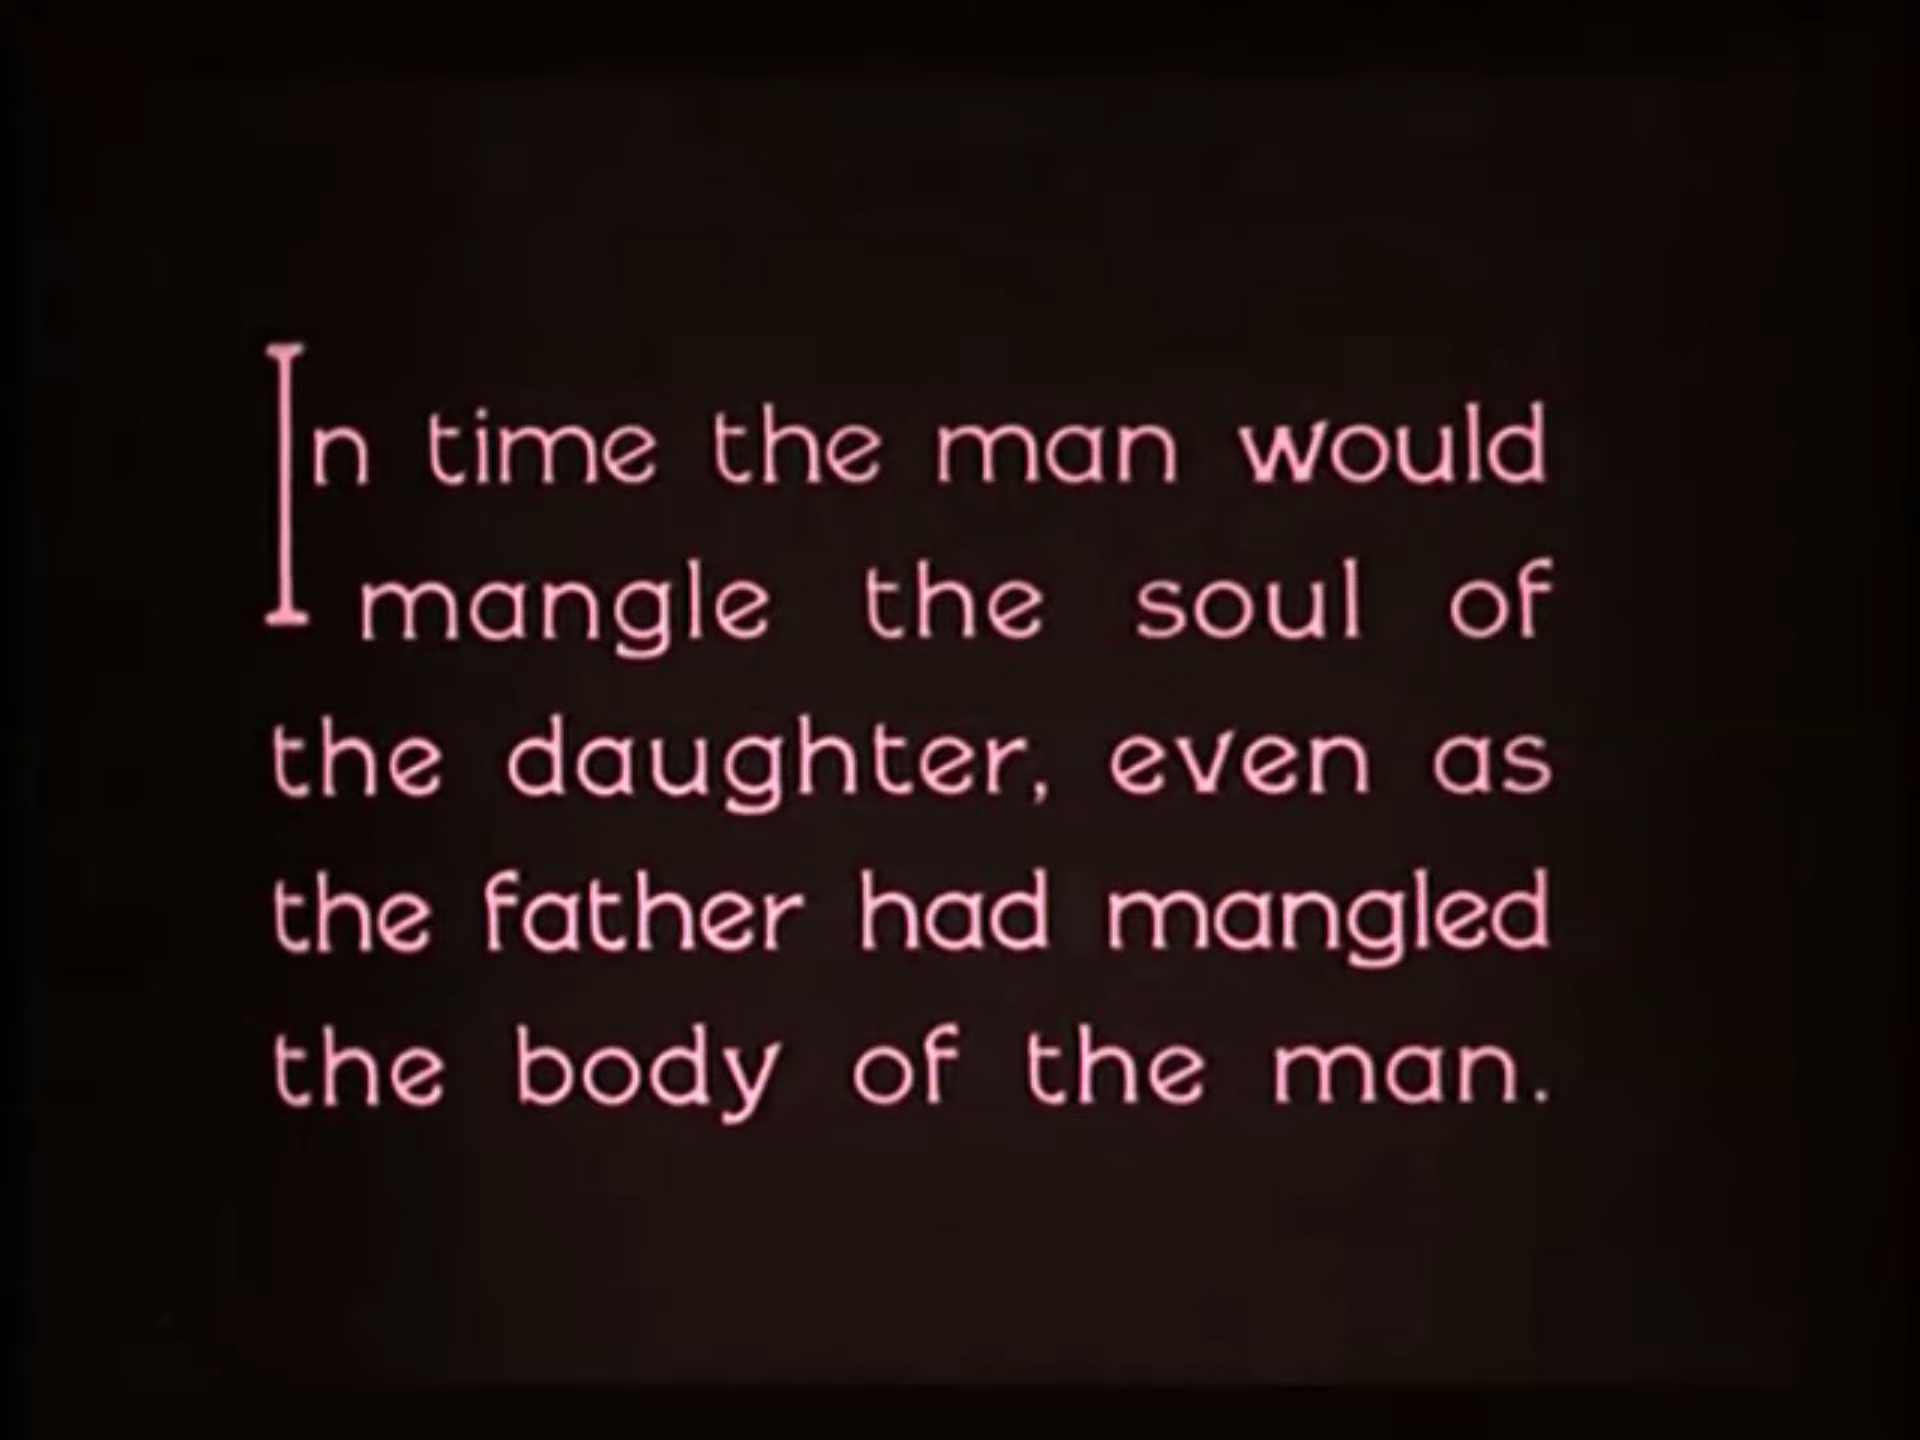 In time the man would
mangle the soul of
the daughter, even as
the father had mangled
the body of the man.